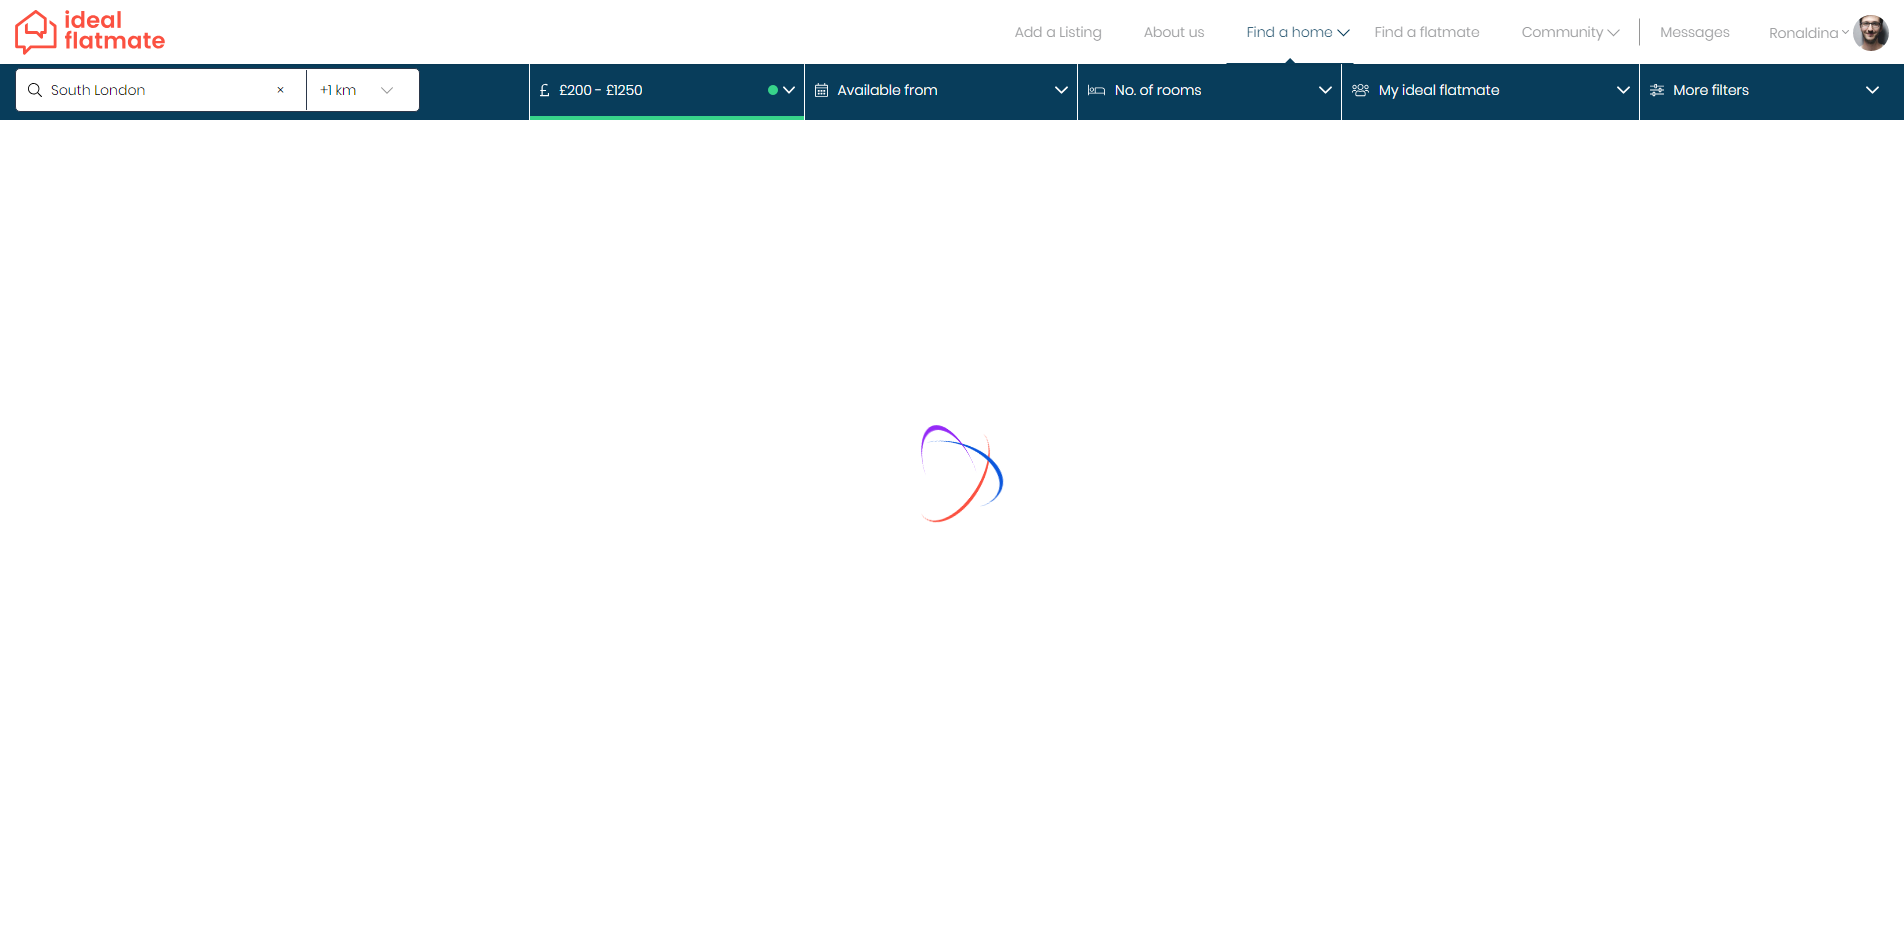 ideal
flatmate
Add a Listing
About us
Find a home
Find a flatmate
Community
Messages
Ronaldina
South London
×
+1 km
£ £200 - £1250
Available from
No. of rooms
My ideal flatmate
More filters